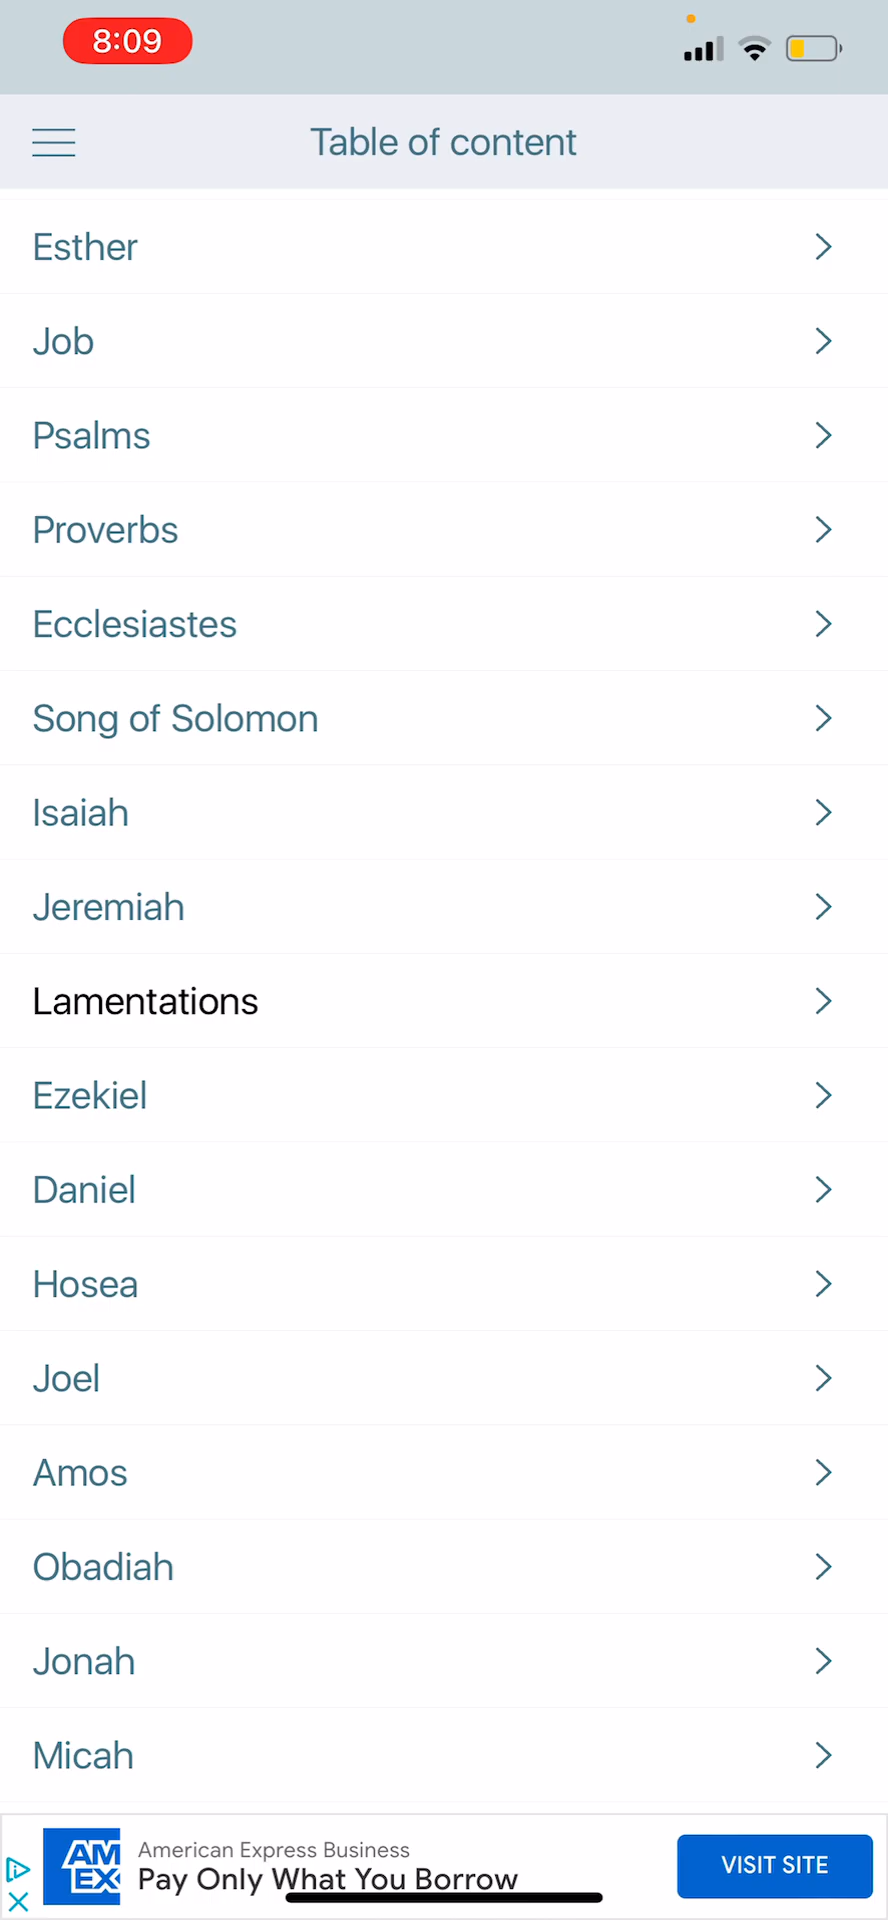 8:09
Table of content
Esther
Job
Psalms
Proverbs
Ecclesiastes
Song of Solomon
Isaiah
Jeremiah
Lamentations
Ezekiel
Daniel
Hosea
Joel
Amos
Obadiah
Jonah
Micah
AM
EX
American Express Business
Pay Only What You Borrow
VISIT SITE